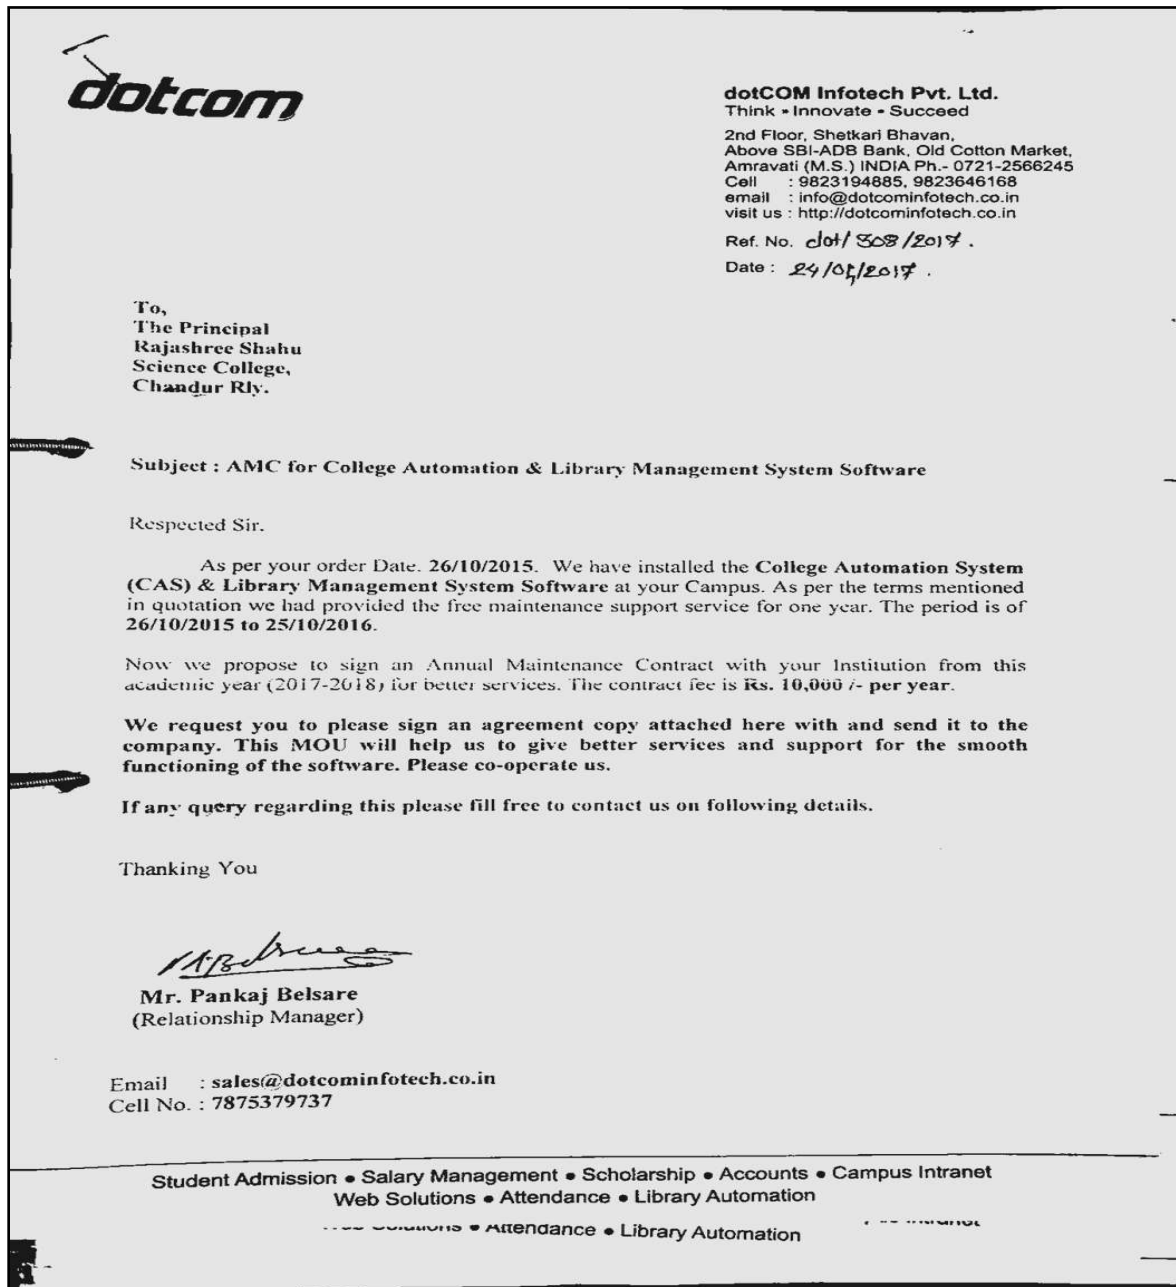 dotcom
dotCOM Infotech Pvt. Ltd.
Think - Innovate - Succeed
2nd Floor, Shetkari Bhavan,
Above SBI-ADB Bank, Old Cotton Market,
Amravati (M.S.) INDIA Ph.- 0721-2566245
Cell : 9823194885, 9823646168
email : info@dotcominfotech.co.in
visit us : http://dotcominfotech.co.in
Ref. No. dot/308/2017.
Date :
To,
The Principal
Rajashree Shahu
Science College,
Chandur Rly.
Subject : AMC for College Automation & Library Management System Software
Respected Sir.
As per your order Date. 26/10/2015. We have installed the College Automation System
(CAS) & Library Management System Software at your Campus. As per the terms mentioned
in quotation we had provided the free maintenance support service for one year. The period is of
26/10/2015 to 25/10/2016.
Now we propose to sign an Annual Maintenance Contract with your Institution from this
academic year (2017-2018) for better services. The contract fee is Rs. 10,000 /- per year.
We request you to please sign an agreement copy attached here with and send it to the
company. This MOU will help us to give better services and support for the smooth
functioning of the software. Please co-operate us.
If any query regarding this please fill free to contact us on following details.
Thanking You
Mr. Pankaj Belsare
(Relationship Manager)
Email : sales@dotcominfotech.co.in
Cell No. : 7875379737
Student Admission ● Salary Management ● Scholarship ● Accounts ● Campus Intranet
Web Solutions ● Attendance ● Library Automation
Web Solutions ● Attendance ● Library Automation